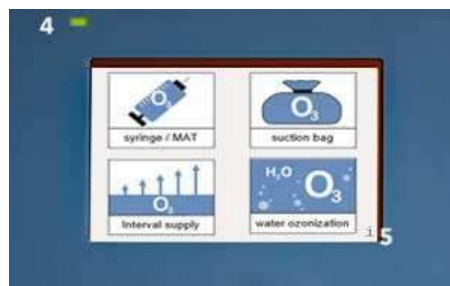 4
O3
syringe / MAT
O3
suction bag
O3
Interval supply
H2O
O3
water ozonization
i
5